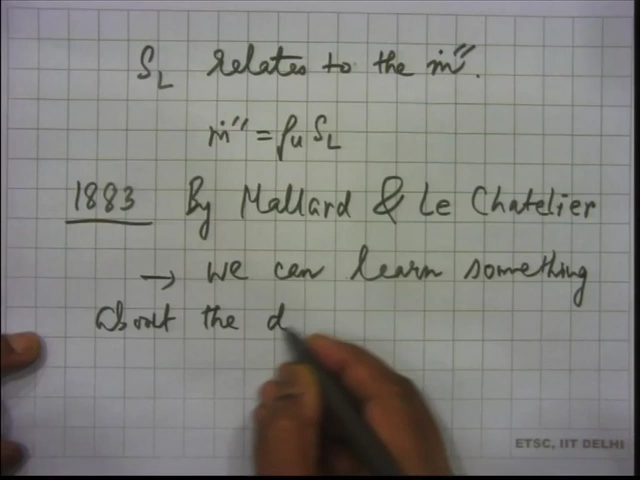 S_L relates to the ṁ″.
ṁ″ = ρ_u S_L
1883 By Mallard & Le Chatelier
→ we can learn something
about the d
ETSC, IIT DELHI